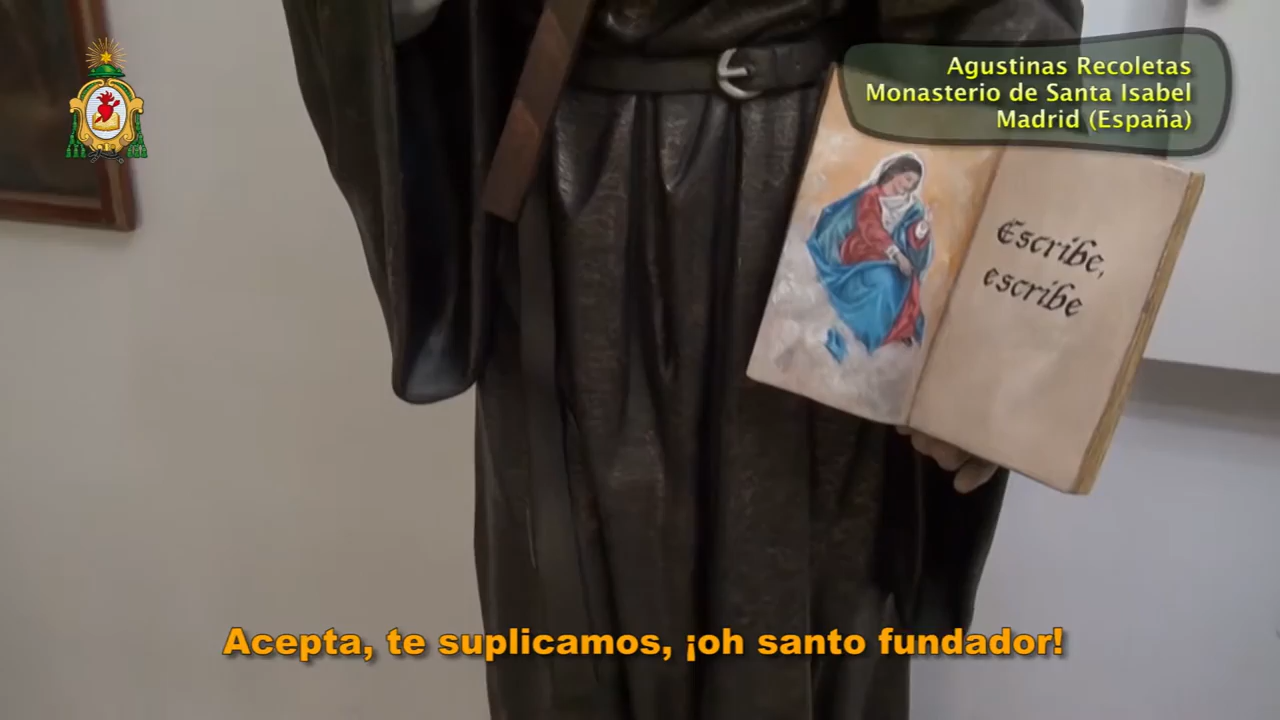 Agustinas Recoletas
Monasterio de Santa Isabel
Madrid (España)
Escribe,
escribe
Acepta, te suplicamos, ¡oh santo fundador!